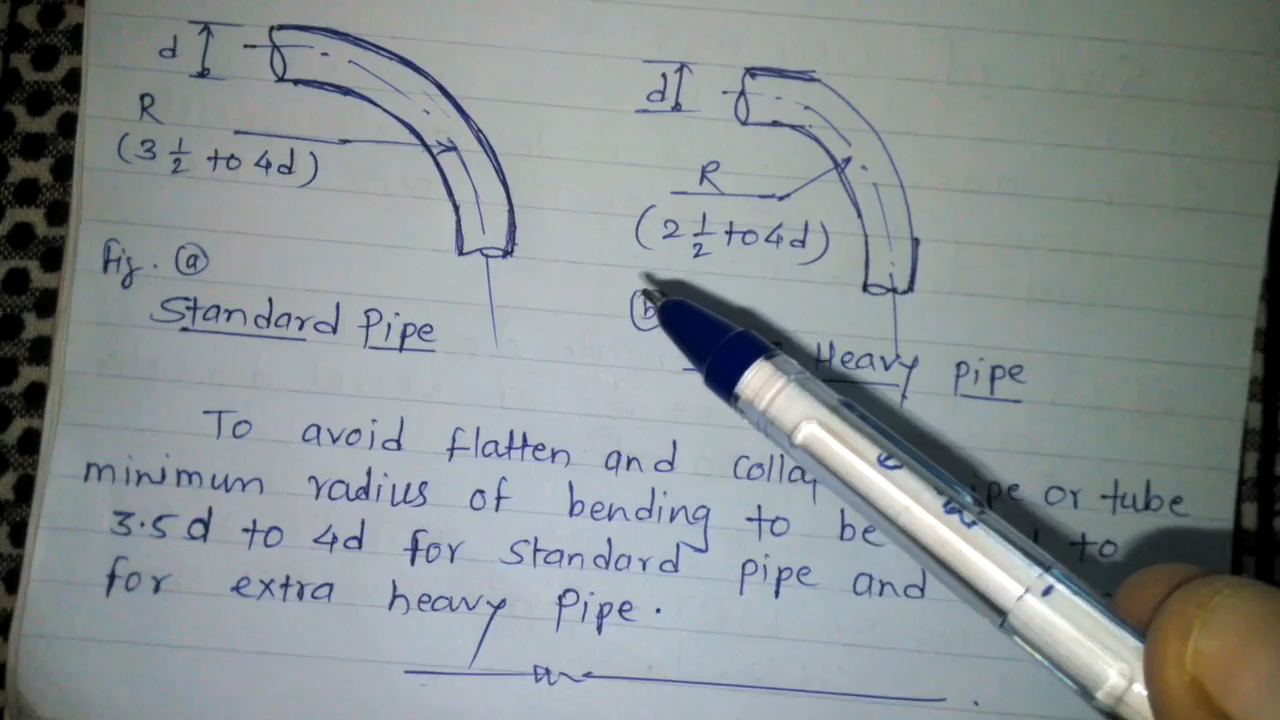 d
R
(3 1/2 to 4d)
Fig. ⓐ
Standard Pipe
d
R
(2 1/2 to 4d)
ⓑ
Heavy Pipe
To avoid flatten and or tube
minimum radius of bending to be to
3.5d to 4d for standard pipe and
for extra heavy pipe.